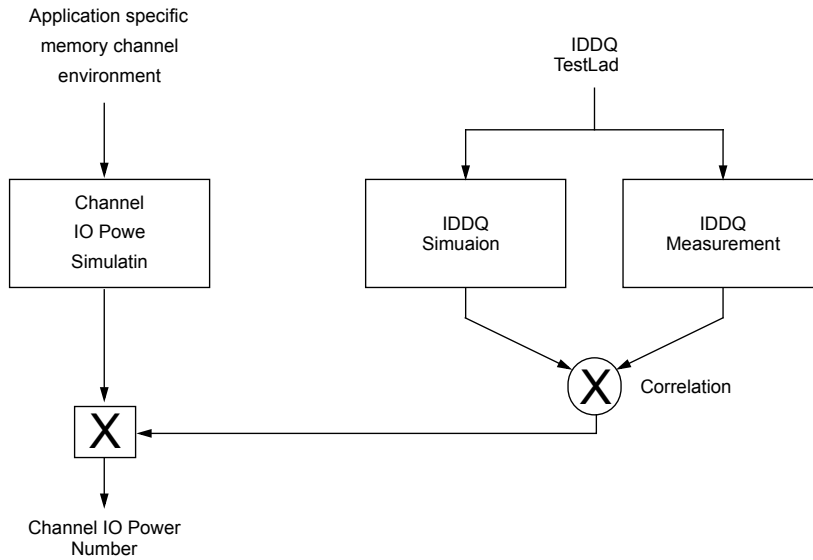 Application specific
memory channel
environment
IDDQ
TestLad
Channel
IO Powe
Simulatin
IDDQ
Simuaion
IDDQ
Measurement
X
Correlation
X
Channel IO Power
Number